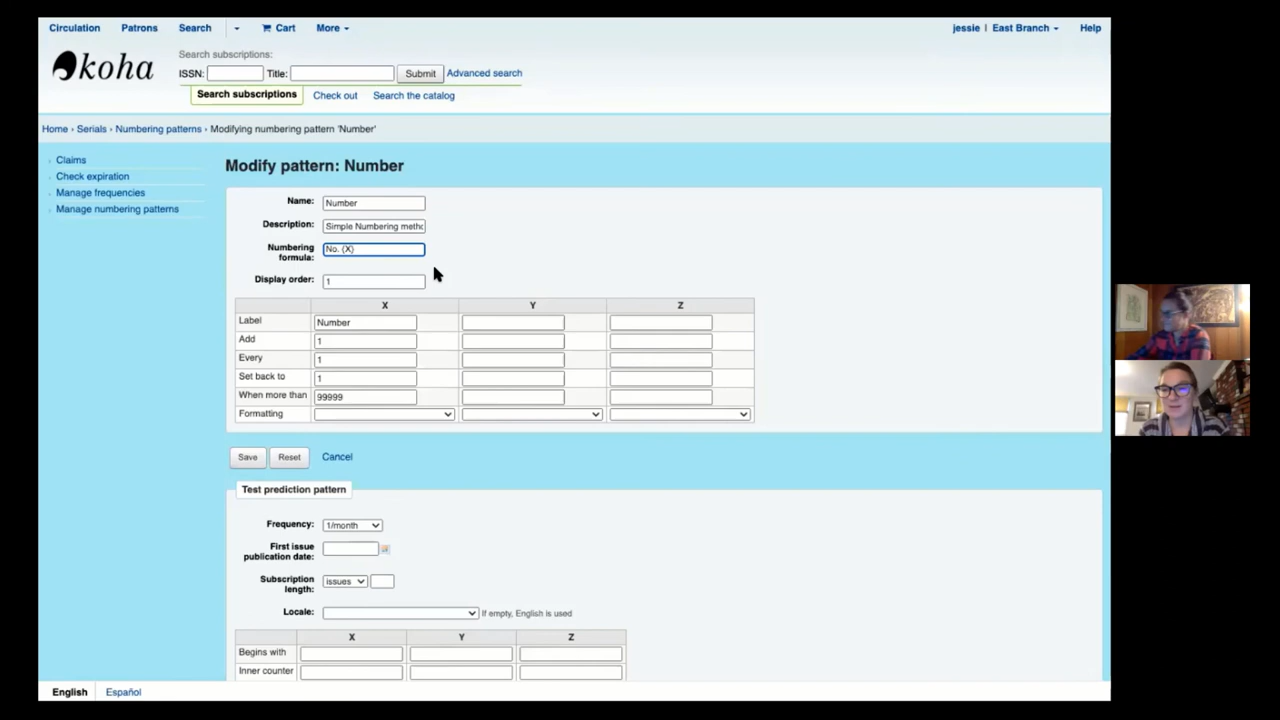 Circulation Patrons Search Cart More jessie | East Branch Help
koha
Search subscriptions:
ISSN: Title: Submit Advanced search
Search subscriptions Check out Search the catalog
Home › Serials › Numbering patterns › Modifying numbering pattern 'Number'
Claims
Check expiration
Manage frequencies
Manage numbering patterns
Modify pattern: Number
Name: Number
Description: Simple Numbering metho
Numbering formula: No. {X}
Display order: 1
X Y Z
Label Number
Add 1
Every 1
Set back to 1
When more than 99999
Formatting
Save Reset Cancel
Test prediction pattern
Frequency: 1/month
First issue publication date:
Subscription length: issues
Locale: If empty, English is used
X Y Z
Begins with
Inner counter
English Español